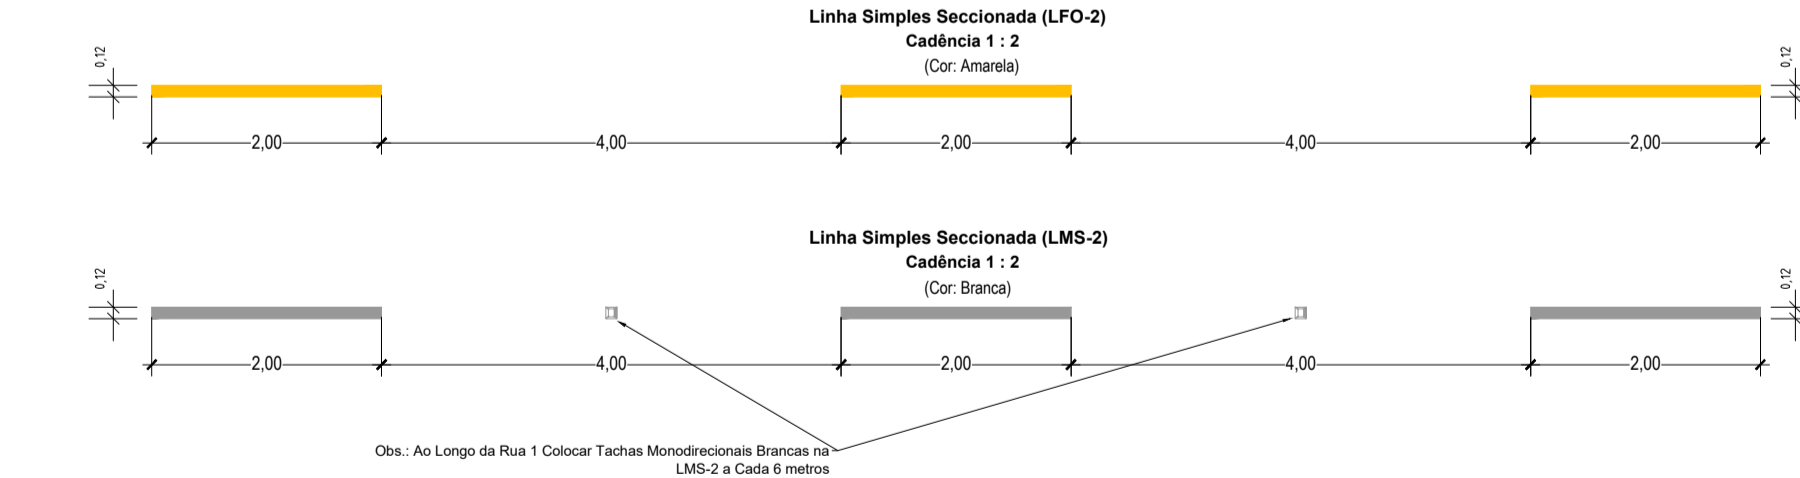 Linha Simples Seccionada (LFO-2)
Cadência 1 : 2
(Cor: Amarela)
0,12
0,12
2,00
4,00
2,00
4,00
2,00
Linha Simples Seccionada (LMS-2)
Cadência 1 : 2
(Cor: Branca)
0,12
0,12
2,00
4,00
2,00
4,00
2,00
Obs.: Ao Longo da Rua 1 Colocar Tachas Monodirecionais Brancas na
LMS-2 a Cada 6 metros